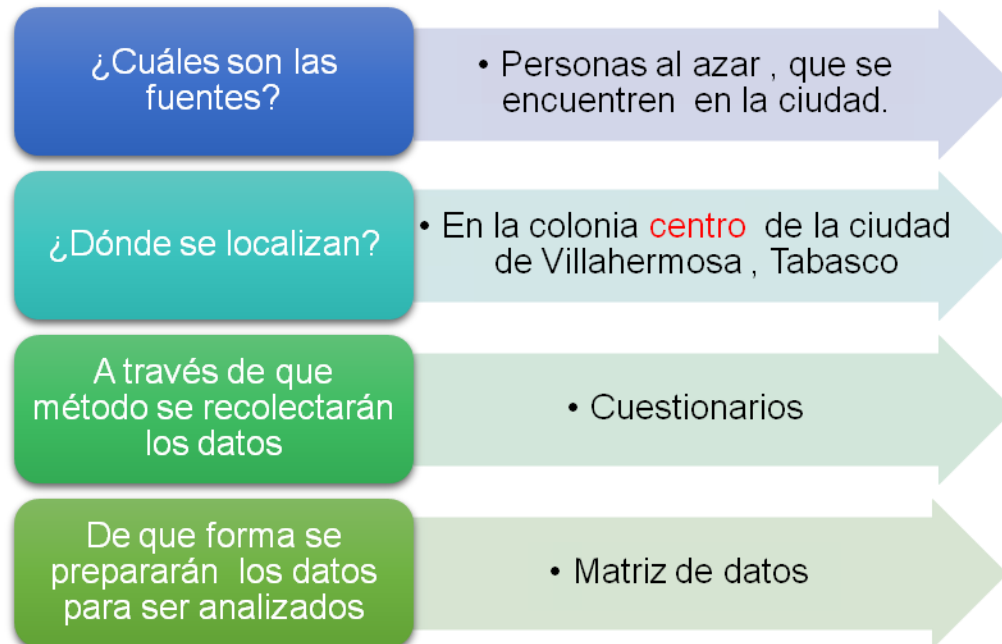 ¿Cuáles son las
fuentes?
• Personas al azar , que se
encuentren en la ciudad.
¿Dónde se localizan?
• En la colonia centro de la ciudad
de Villahermosa , Tabasco
A través de que
método se recolectarán
los datos
• Cuestionarios
De que forma se
prepararán los datos
para ser analizados
• Matriz de datos